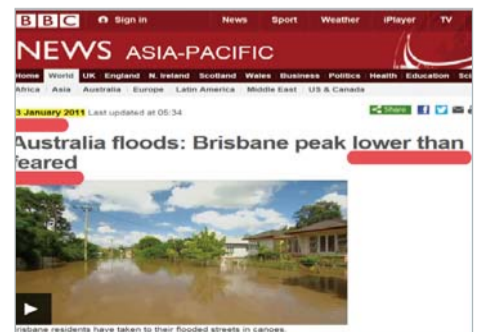 BBC Sign in News Sport Weather iPlayer TV
NEWS ASIA-PACIFIC
Home World UK England N. Ireland Scotland Wales Business Politics Health Education Sci
Africa Asia Australia Europe Latin America Middle East US & Canada
3 January 2011 Last updated at 05:34
Share
Australia floods: Brisbane peak lower than
feared
risbane residents have taken to their flooded streets in canoes.